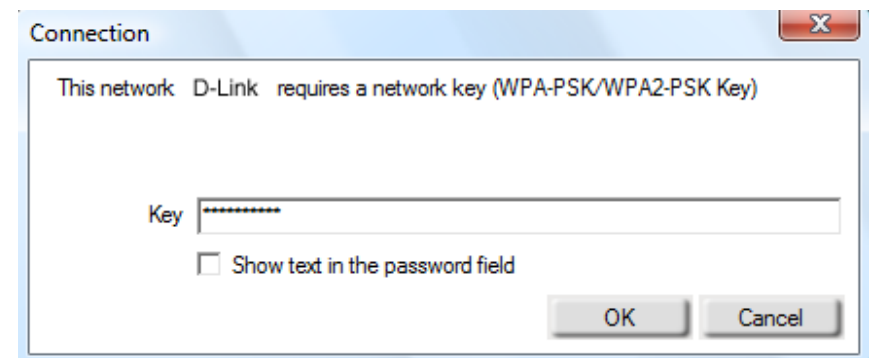 Connection
This network D-Link requires a network key (WPA-PSK/WPA2-PSK Key)
Key **********
Show text in the password field
OK Cancel